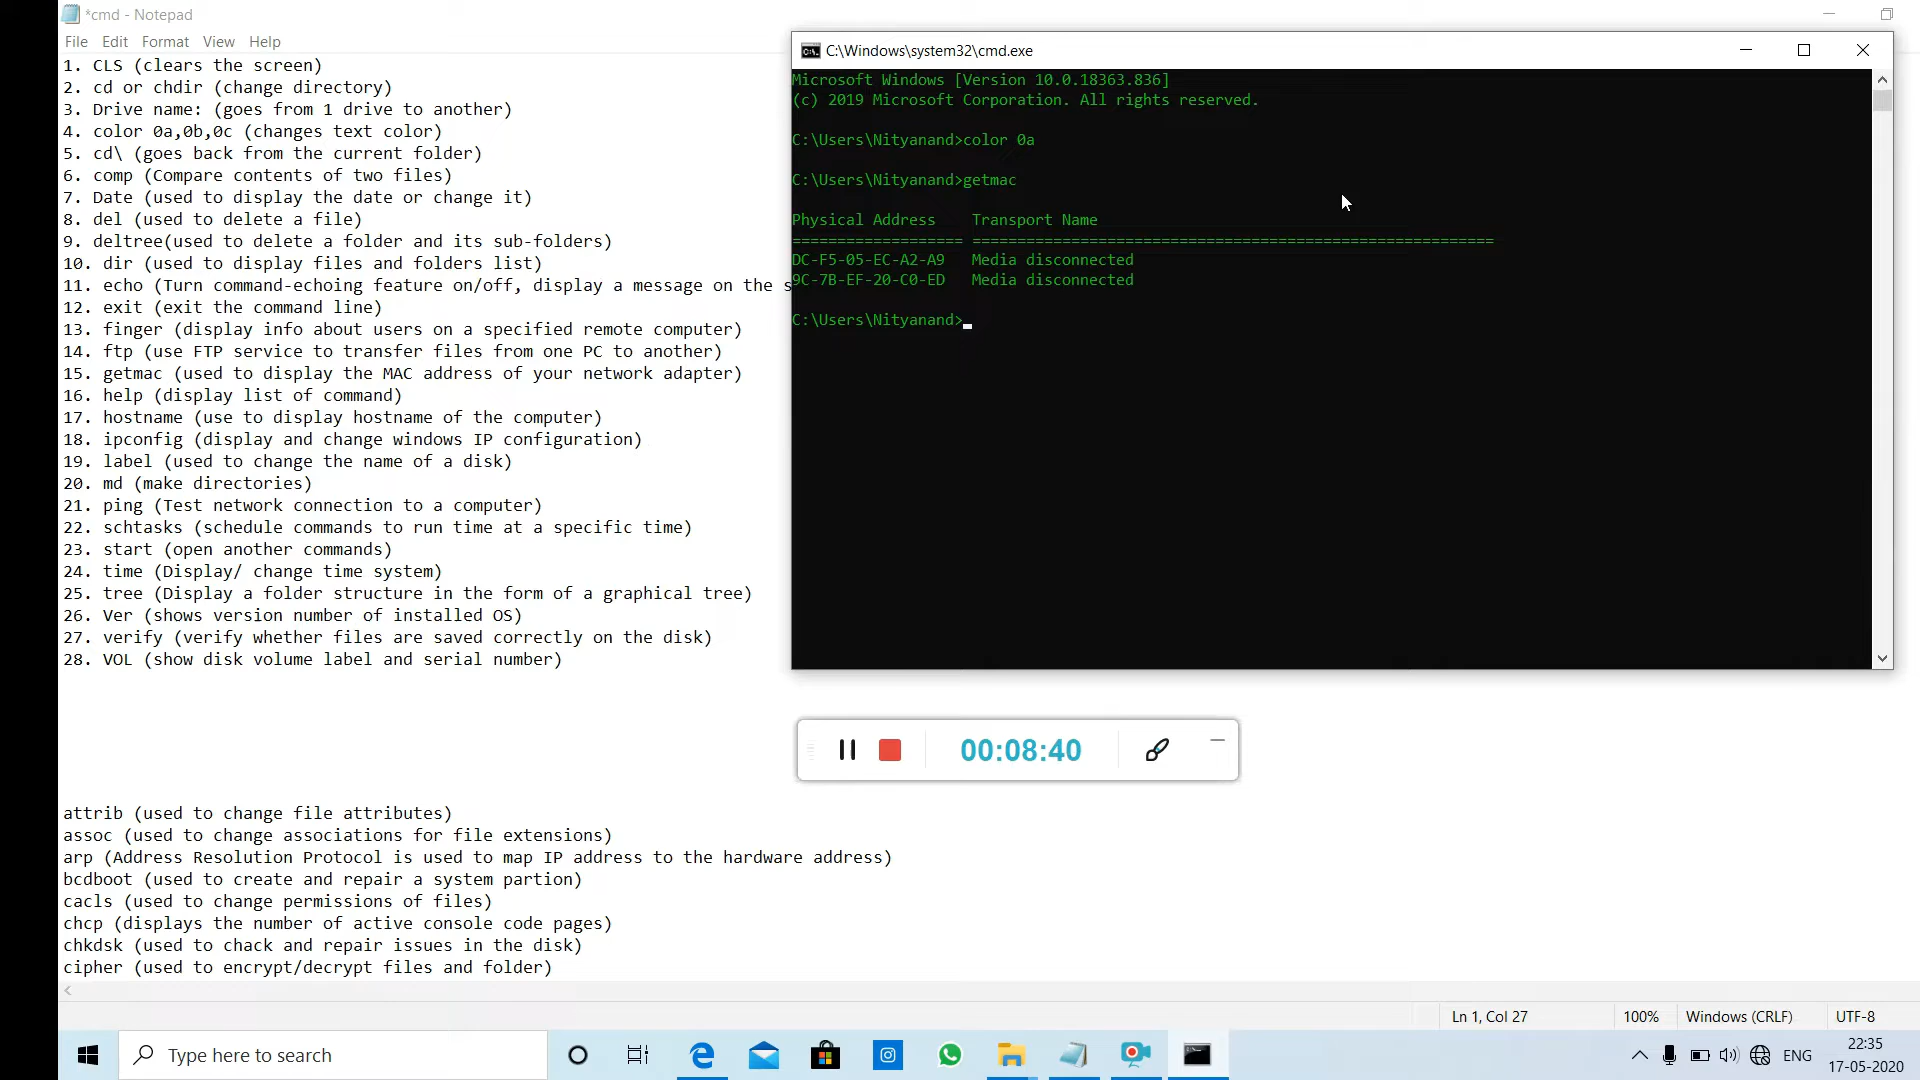 *cmd - Notepad
File Edit Format View Help
1. CLS (clears the screen)
2. cd or chdir (change directory)
3. Drive name: (goes from 1 drive to another)
4. color 0a,0b,0c (changes text color)
5. cd\ (goes back from the current folder)
6. comp (Compare contents of two files)
7. Date (used to display the date or change it)
8. del (used to delete a file)
9. deltree(used to delete a folder and its sub-folders)
10. dir (used to display files and folders list)
11. echo (Turn command-echoing feature on/off, display a message on the s
12. exit (exit the command line)
13. finger (display info about users on a specified remote computer)
14. ftp (use FTP service to transfer files from one PC to another)
15. getmac (used to display the MAC address of your network adapter)
16. help (display list of command)
17. hostname (use to display hostname of the computer)
18. ipconfig (display and change windows IP configuration)
19. label (used to change the name of a disk)
20. md (make directories)
21. ping (Test network connection to a computer)
22. schtasks (schedule commands to run time at a specific time)
23. start (open another commands)
24. time (Display/ change time system)
25. tree (Display a folder structure in the form of a graphical tree)
26. Ver (shows version number of installed OS)
27. verify (verify whether files are saved correctly on the disk)
28. VOL (show disk volume label and serial number)
attrib (used to change file attributes)
assoc (used to change associations for file extensions)
arp (Address Resolution Protocol is used to map IP address to the hardware address)
bcdboot (used to create and repair a system partion)
cacls (used to change permissions of files)
chcp (displays the number of active console code pages)
chkdsk (used to chack and repair issues in the disk)
cipher (used to encrypt/decrypt files and folder)
C:\Windows\system32\cmd.exe
Microsoft Windows [Version 10.0.18363.836]
(c) 2019 Microsoft Corporation. All rights reserved.
C:\Users\Nityanand>color 0a
C:\Users\Nityanand>getmac
Physical Address    Transport Name
=================== ==========================================================
DC-F5-05-EC-A2-A9   Media disconnected
9C-7B-EF-20-C0-ED   Media disconnected
C:\Users\Nityanand>
00:08:40
Ln 1, Col 27 100% Windows (CRLF) UTF-8
Type here to search
ENG
22:35
17-05-2020